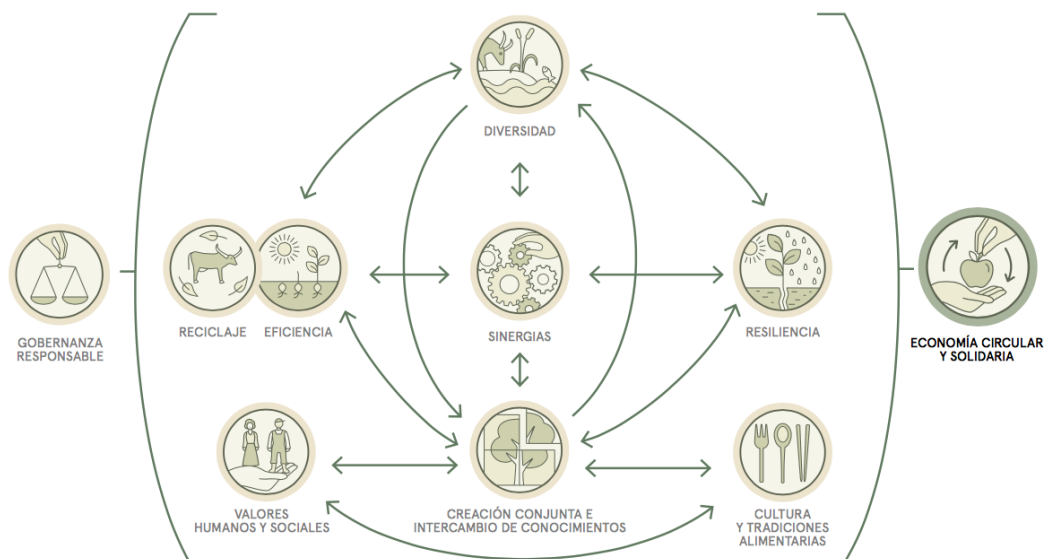 DIVERSIDAD
GOBERNANZA
RESPONSABLE
RECICLAJE
EFICIENCIA
SINERGIAS
RESILIENCIA
ECONOMÍA CIRCULAR
Y SOLIDARIA
VALORES
HUMANOS Y SOCIALES
CREACIÓN CONJUNTA E
INTERCAMBIO DE CONOCIMIENTOS
CULTURA
Y TRADICIONES
ALIMENTARIAS